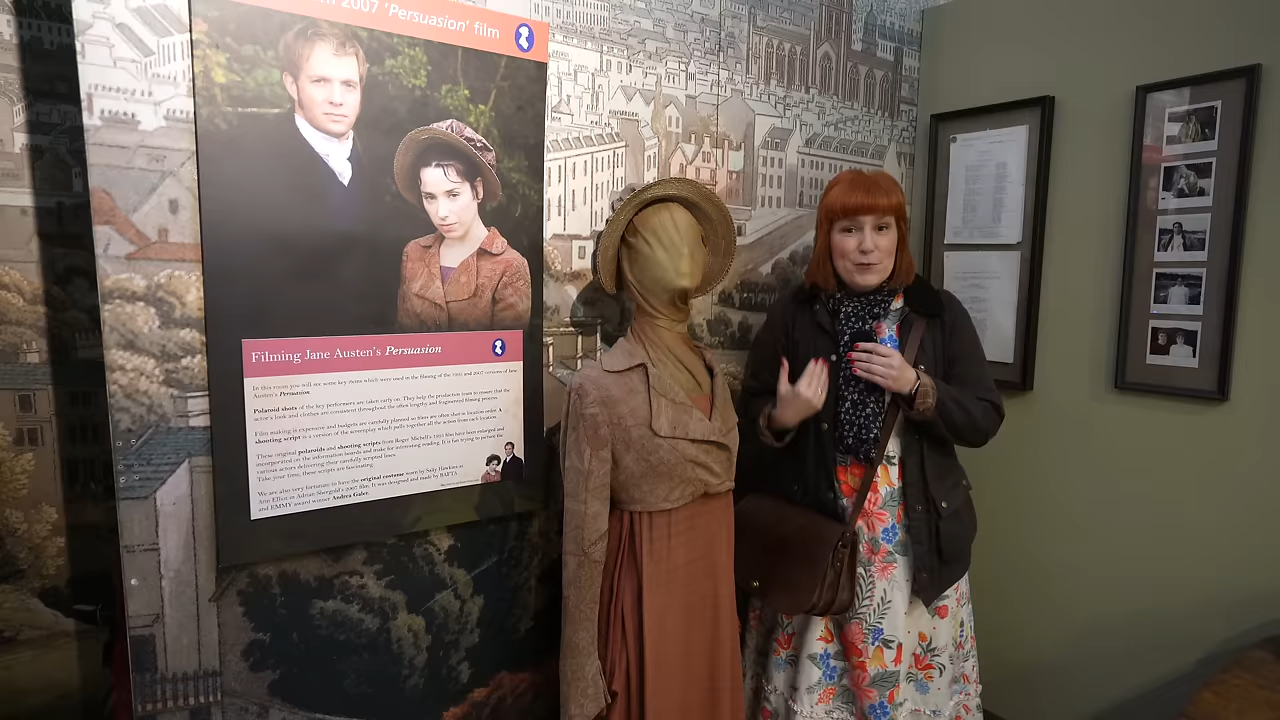 2007 'Persuasion' film
Filming Jane Austen's Persuasion
In this room you will see some key items which were used in the filming of the 1995 and 2007 versions of Jane
Austen's Persuasion.
Polaroid shots of the key performers are taken early on. They help the production team to ensure that the
actor's look and clothes are consistent throughout the often lengthy and fragmented filming process.
Film making is expensive and budgets are carefully planned so films are often shot in location order. A
shooting script is a version of the screenplay which pulls together all the action from each location.
These original polaroids and shooting scripts from Roger Michell's 1995 film have been enlarged and
incorporated on the information boards and make for interesting reading. It is fun trying to picture the
various actors delivering their carefully scripted lines.
Take your time, these scripts are fascinating.
We are also very fortunate to have the original costume worn by Sally Hawkins as
Ann Elliot in Adrian Shergold's 2007 film. It was designed and made by BAFTA
and EMMY award winner Andrea Galer.